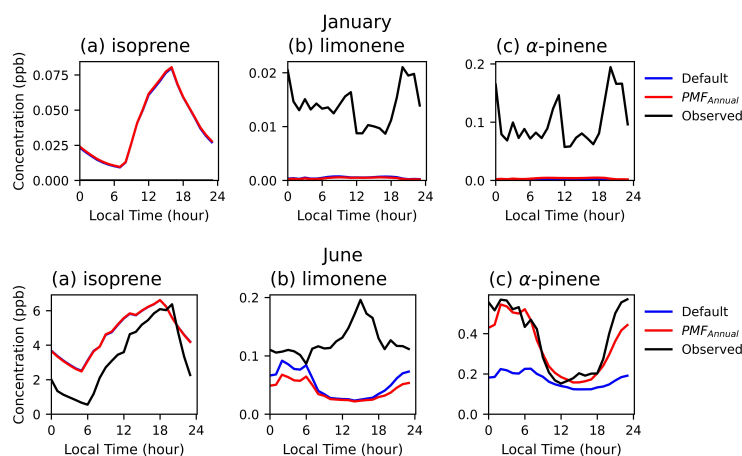 January
(a) isoprene
(b) limonene
(c) α-pinene
Concentration (ppb)
0.075
0.050
0.025
0.000
0 6 12 18 24
Local Time (hour)
0.02
0.01
0.00
0 6 12 18 24
Local Time (hour)
0.2
0.1
0.0
0 6 12 18 24
Local Time (hour)
Default
PMF_Annual
Observed
June
(a) isoprene
(b) limonene
(c) α-pinene
Concentration (ppb)
6
4
2
0
0 6 12 18 24
Local Time (hour)
0.2
0.1
0.0
0 6 12 18 24
Local Time (hour)
0.4
0.2
0.0
0 6 12 18 24
Local Time (hour)
Default
PMF_Annual
Observed